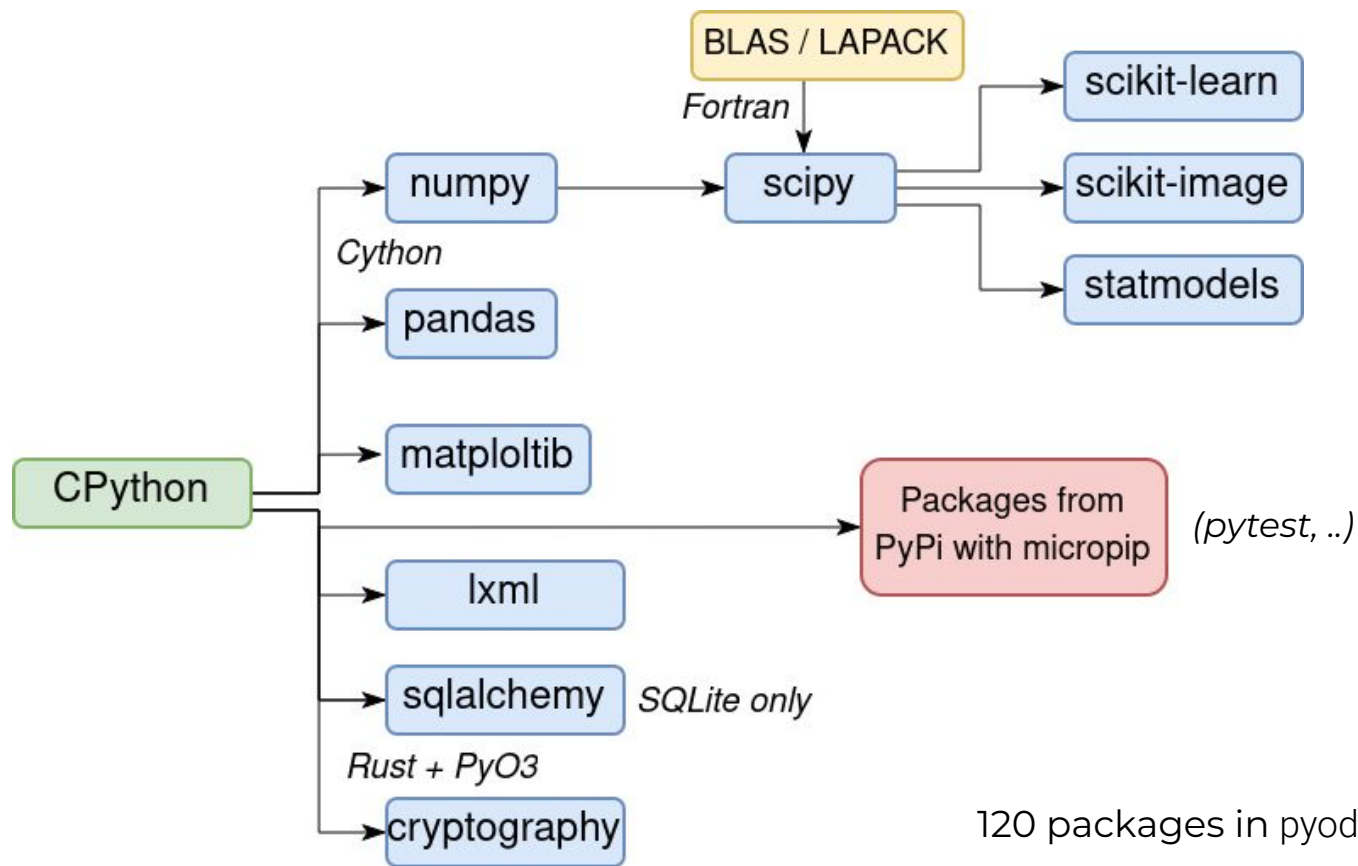 BLAS / LAPACK
Fortran
scikit-learn
numpy
scipy
scikit-image
Cython
statmodels
pandas
matploltib
CPython
Packages from
PyPi with micropip
(pytest, ..)
lxml
sqlalchemy
SQLite only
Rust + PyO3
cryptography
120 packages in pyod